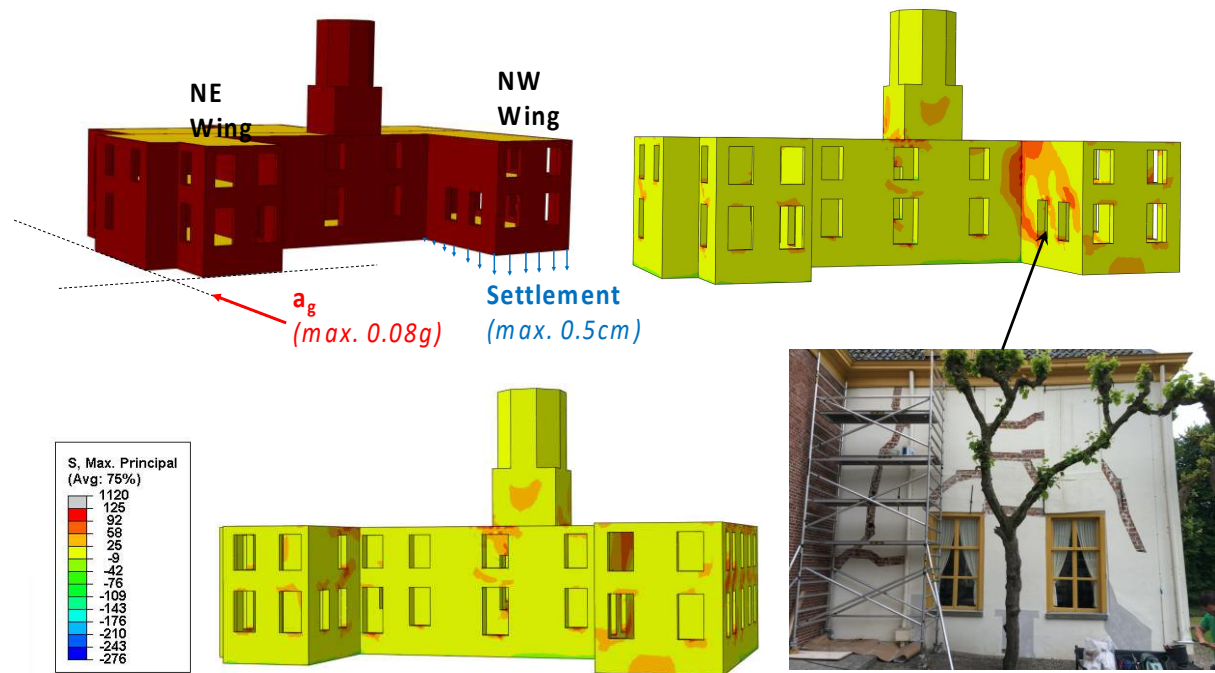 NE
Wing
NW
Wing
ag
(max. 0.08g)
Settlement
(max. 0.5cm)
S, Max. Principal
(Avg: 75%)
1120
125
92
58
25
-9
-42
-76
-109
-143
-176
-210
-243
-276